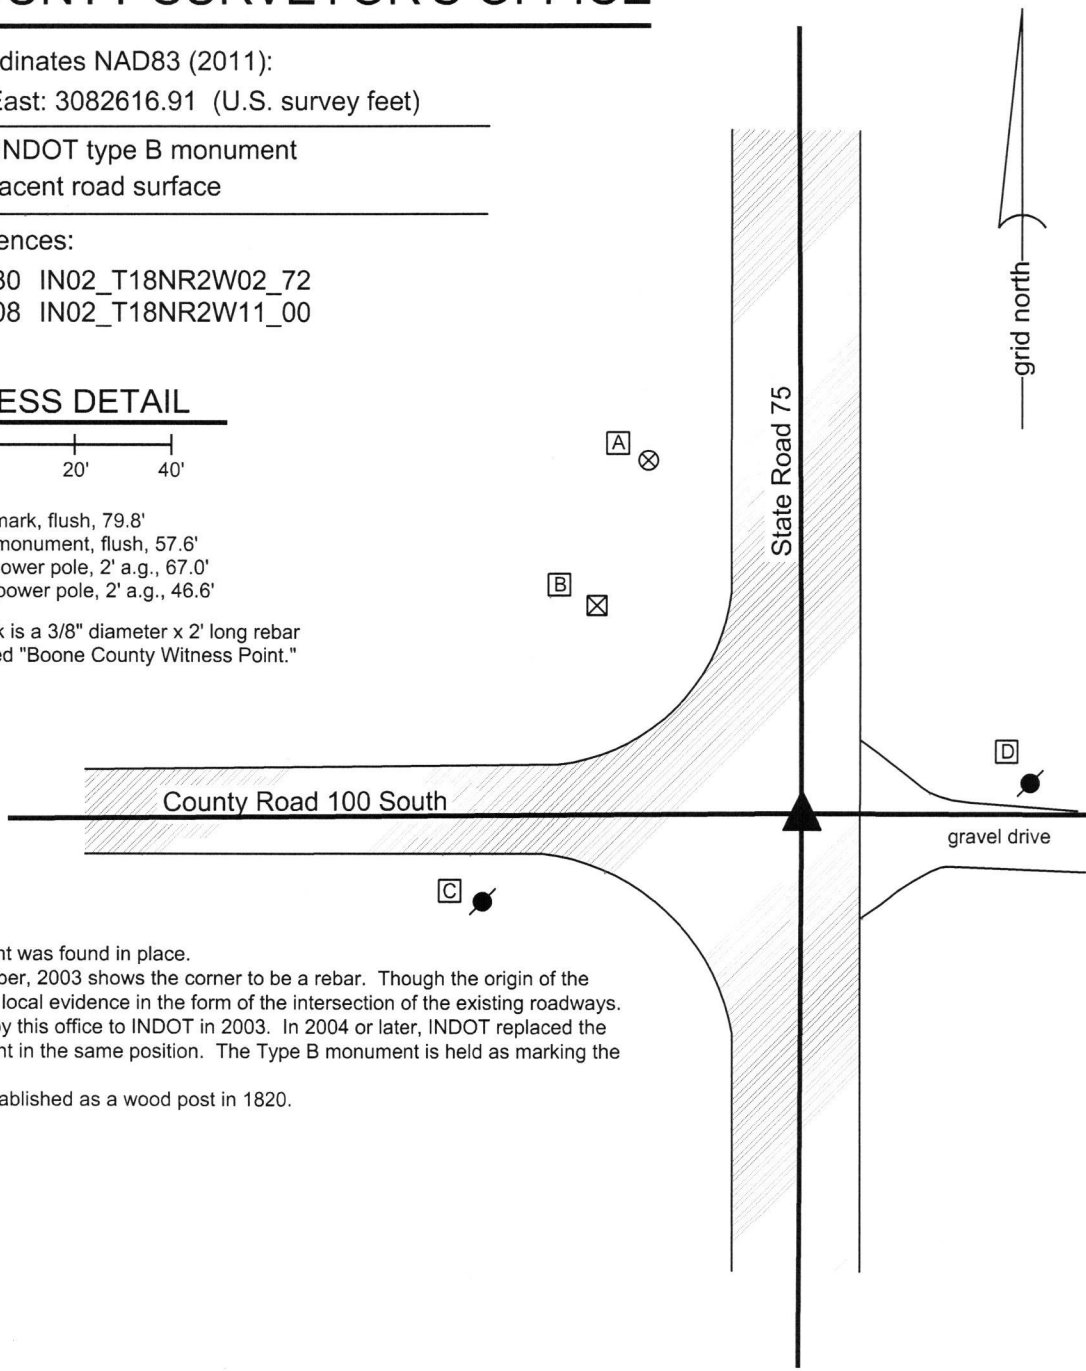 dinates NAD83 (2011):
East: 3082616.91 (U.S. survey feet)
INDOT type B monument
acent road surface
ences:
30 IN02_T18NR2W02_72
08 IN02_T18NR2W11_00
ESS DETAIL
20' 40'
mark, flush, 79.8'
monument, flush, 57.6'
ower pole, 2' a.g., 67.0'
power pole, 2' a.g., 46.6'
k is a 3/8" diameter x 2' long rebar
ed "Boone County Witness Point."
grid north
State Road 75
A
B
County Road 100 South
D
gravel drive
C
nt was found in place.
ber, 2003 shows the corner to be a rebar. Though the origin of the
local evidence in the form of the intersection of the existing roadways.
by this office to INDOT in 2003. In 2004 or later, INDOT replaced the
nt in the same position. The Type B monument is held as marking the
ablished as a wood post in 1820.